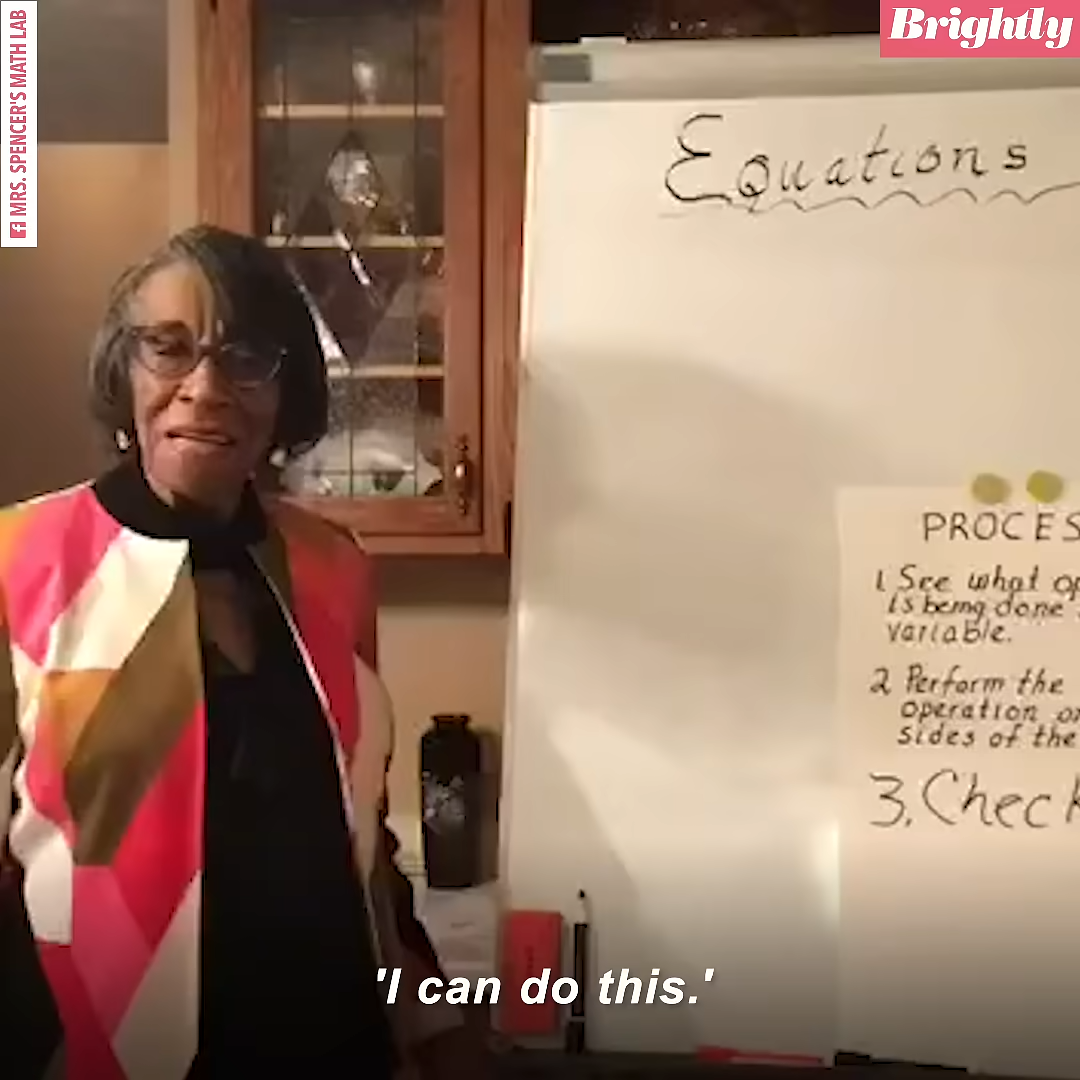 MRS. SPENCER'S MATH LAB
Brightly
Equations
PROCES
1. See what op
is being done
variable.
2 Perform the
operation on
sides of the
3. Check
'I can do this.'